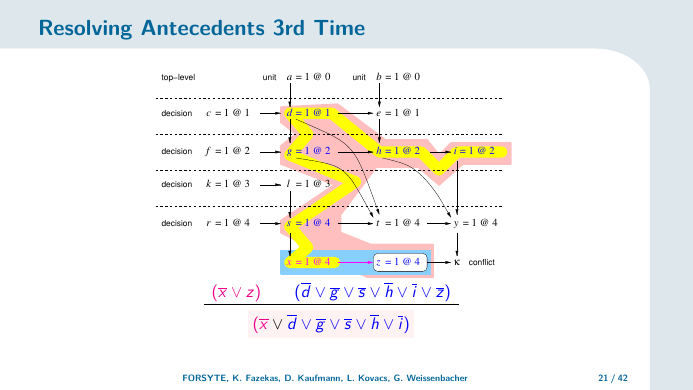 Resolving Antecedents 3rd Time
top–level unit a = 1 @ 0 unit b = 1 @ 0
decision c = 1 @ 1 d = 1 @ 1 e = 1 @ 1
decision f = 1 @ 2 g = 1 @ 2 h = 1 @ 2 i = 1 @ 2
decision k = 1 @ 3 l = 1 @ 3
decision r = 1 @ 4 s = 1 @ 4 t = 1 @ 4 y = 1 @ 4
x = 1 @ 4 z = 1 @ 4 κ conflict
(x̅ ∨ z) (d̅ ∨ g̅ ∨ s̅ ∨ h̅ ∨ i̅ ∨ z̅)
(x̅ ∨ d̅ ∨ g̅ ∨ s̅ ∨ h̅ ∨ i̅)
FORSYTE, K. Fazekas, D. Kaufmann, L. Kovacs, G. Weissenbacher 21 / 42